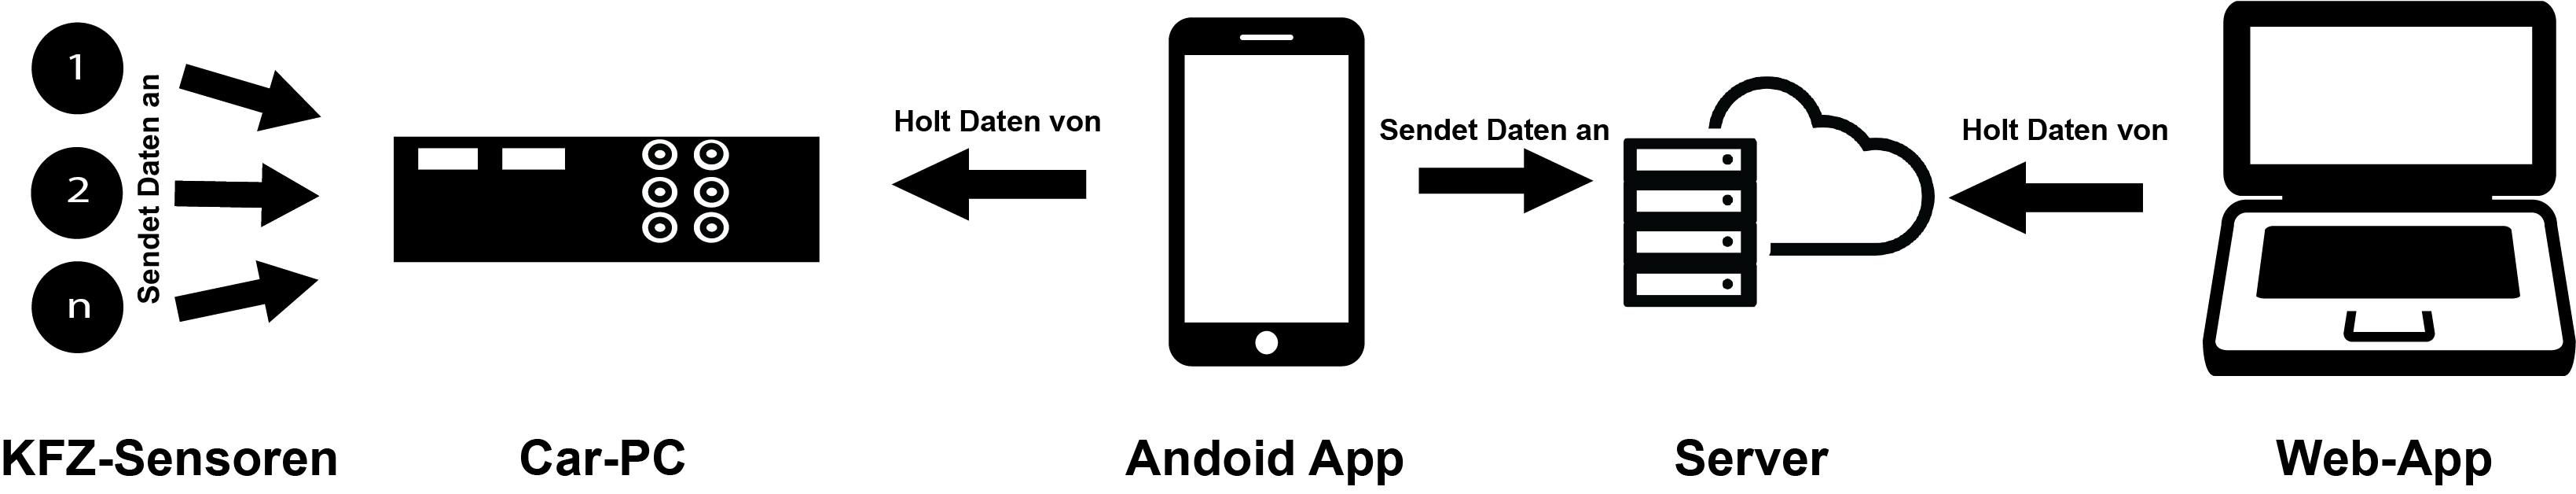 1
2
n
Sendet Daten an
Holt Daten von
Sendet Daten an
Holt Daten von
KFZ-Sensoren
Car-PC
Andoid App
Server
Web-App